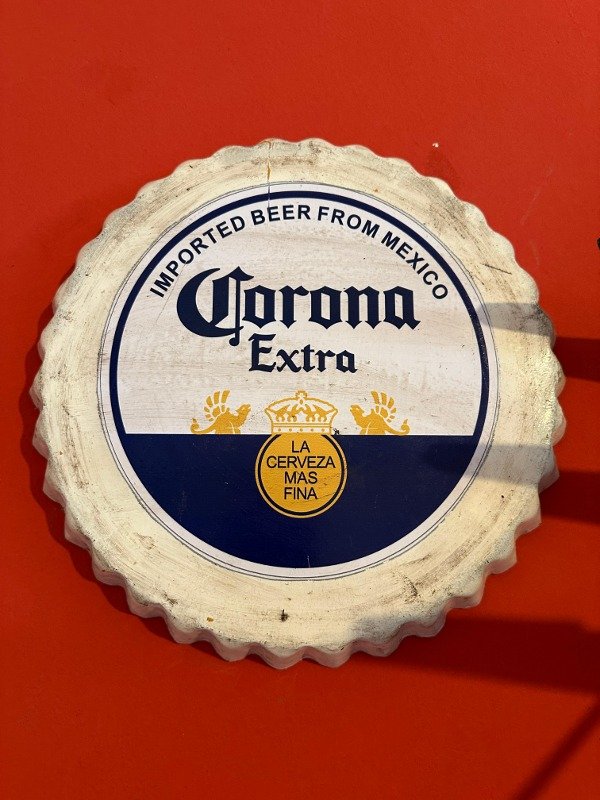 IMPORTED BEER FROM MEXICO
Corona
Extra
LA
CERVEZA
MAS
FINA